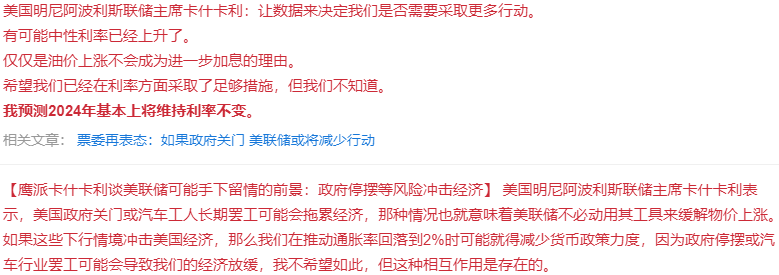 美国明尼阿波利斯联储主席卡什卡利：让数据来决定我们是否需要采取更多行动。
有可能中性利率已经上升了。
仅仅是油价上涨不会成为进一步加息的理由。
希望我们已经在利率方面采取了足够措施，但我们不知道。
我预测2024年基本上将维持利率不变。
相关文章： 票委再表态：如果政府关门 美联储或将减少行动
【鹰派卡什卡利谈美联储可能手下留情的前景：政府停摆等风险冲击经济】 美国明尼阿波利斯联储主席卡什卡利表
示，美国政府关门或汽车工人长期罢工可能会拖累经济，那种情况也就意味着美联储不必动用其工具来缓解物价上涨。
如果这些下行情境冲击美国经济，那么我们在推动通胀率回落到2%时可能就得减少货币政策力度，因为政府停摆或汽
车行业罢工可能会导致我们的经济放缓，我不希望如此，但这种相互作用是存在的。